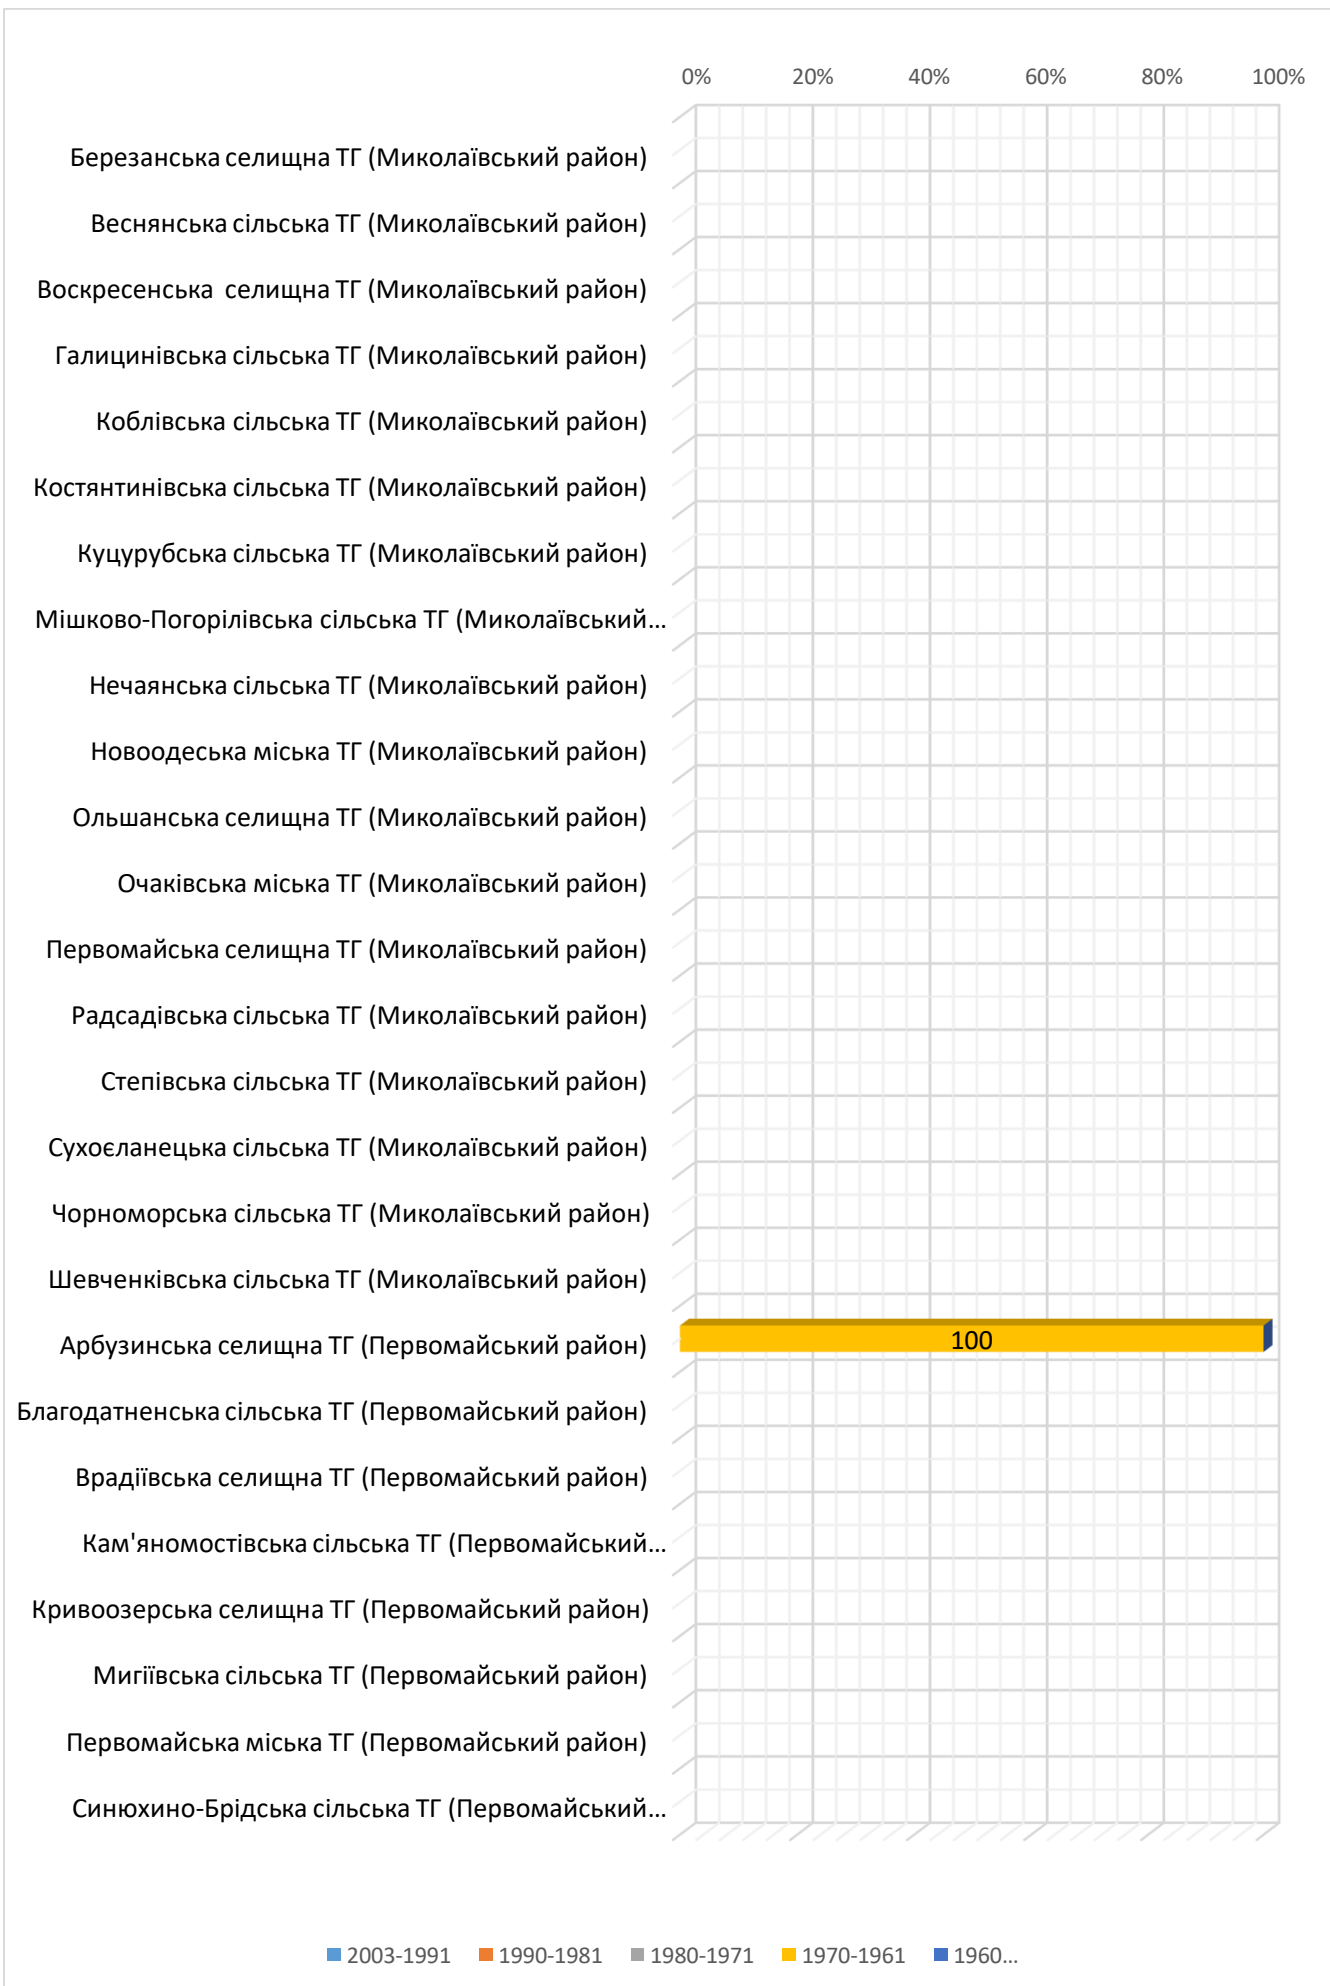 0% 20% 40% 60% 80% 100%
Березанська селищна ТГ (Миколаївський район)
Веснянська сільська ТГ (Миколаївський район)
Воскресенська селищна ТГ (Миколаївський район)
Галицинівська сільська ТГ (Миколаївський район)
Коблівська сільська ТГ (Миколаївський район)
Костянтинівська сільська ТГ (Миколаївський район)
Куцурубська сільська ТГ (Миколаївський район)
Мішково-Погорілівська сільська ТГ (Миколаївський...
Нечаянська сільська ТГ (Миколаївський район)
Новоодеська міська ТГ (Миколаївський район)
Ольшанська селищна ТГ (Миколаївський район)
Очаківська міська ТГ (Миколаївський район)
Первомайська селищна ТГ (Миколаївський район)
Радсадівська сільська ТГ (Миколаївський район)
Степівська сільська ТГ (Миколаївський район)
Сухоєланецька сільська ТГ (Миколаївський район)
Чорноморська сільська ТГ (Миколаївський район)
Шевченківська сільська ТГ (Миколаївський район)
Арбузинська селищна ТГ (Первомайський район) 100
Благодатненська сільська ТГ (Первомайський район)
Врадіївська селищна ТГ (Первомайський район)
Кам'яномостівська сільська ТГ (Первомайський...
Кривоозерська селищна ТГ (Первомайський район)
Мигіївська сільська ТГ (Первомайський район)
Первомайська міська ТГ (Первомайський район)
Синюхино-Брідська сільська ТГ (Первомайський...
2003-1991 1990-1981 1980-1971 1970-1961 1960...